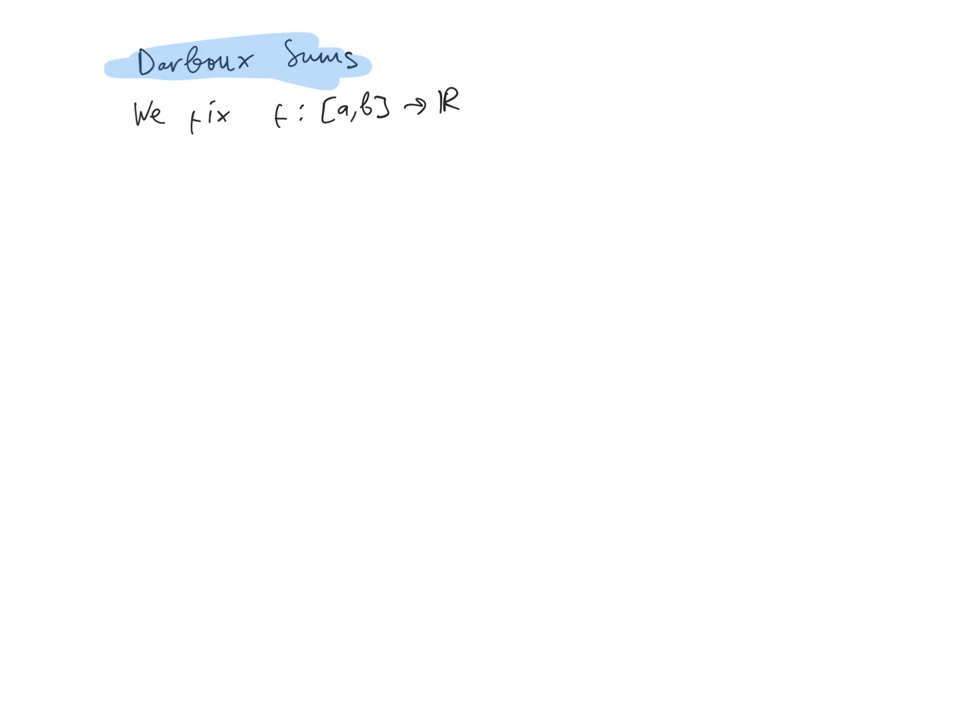 Darboux Sums
We fix f : [a,b] → ℝ